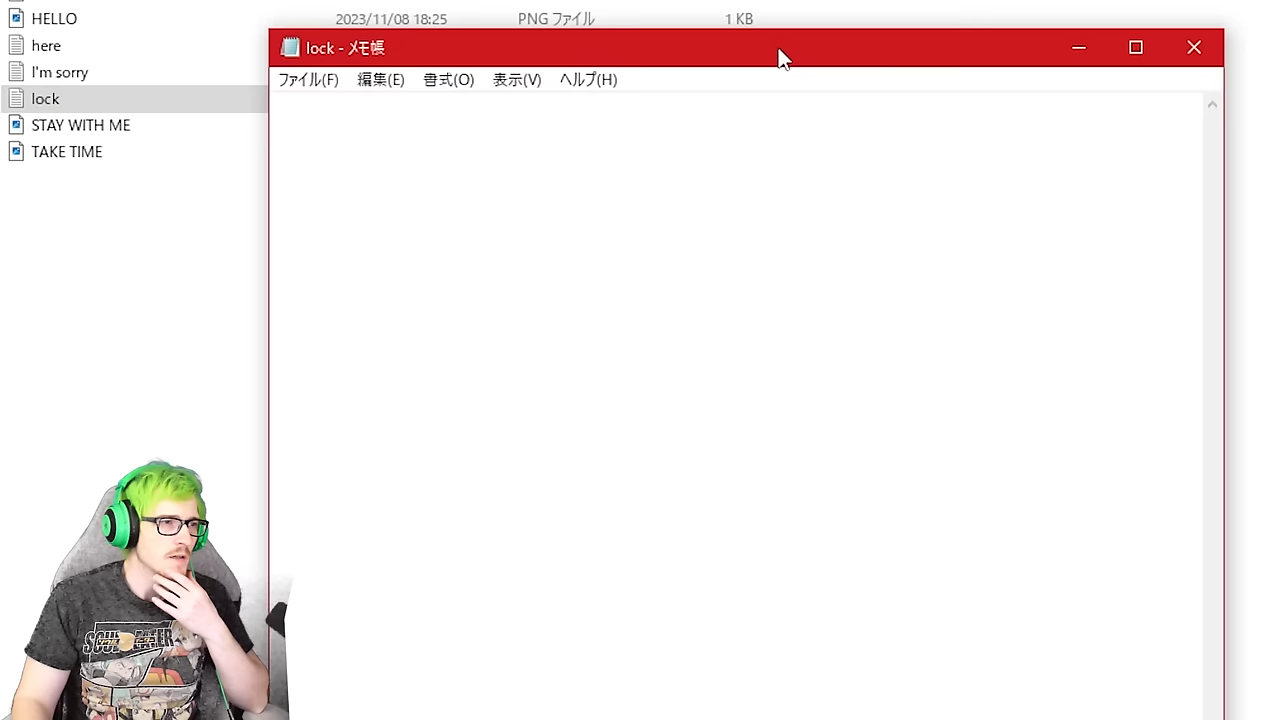 HELLO 2023/11/08 18:25 PNG ファイル 1 KB
here
I'm sorry
lock
STAY WITH ME
TAKE TIME
lock - メモ帳
ファイル(F) 編集(E) 書式(O) 表示(V) ヘルプ(H)
SOUL EATER